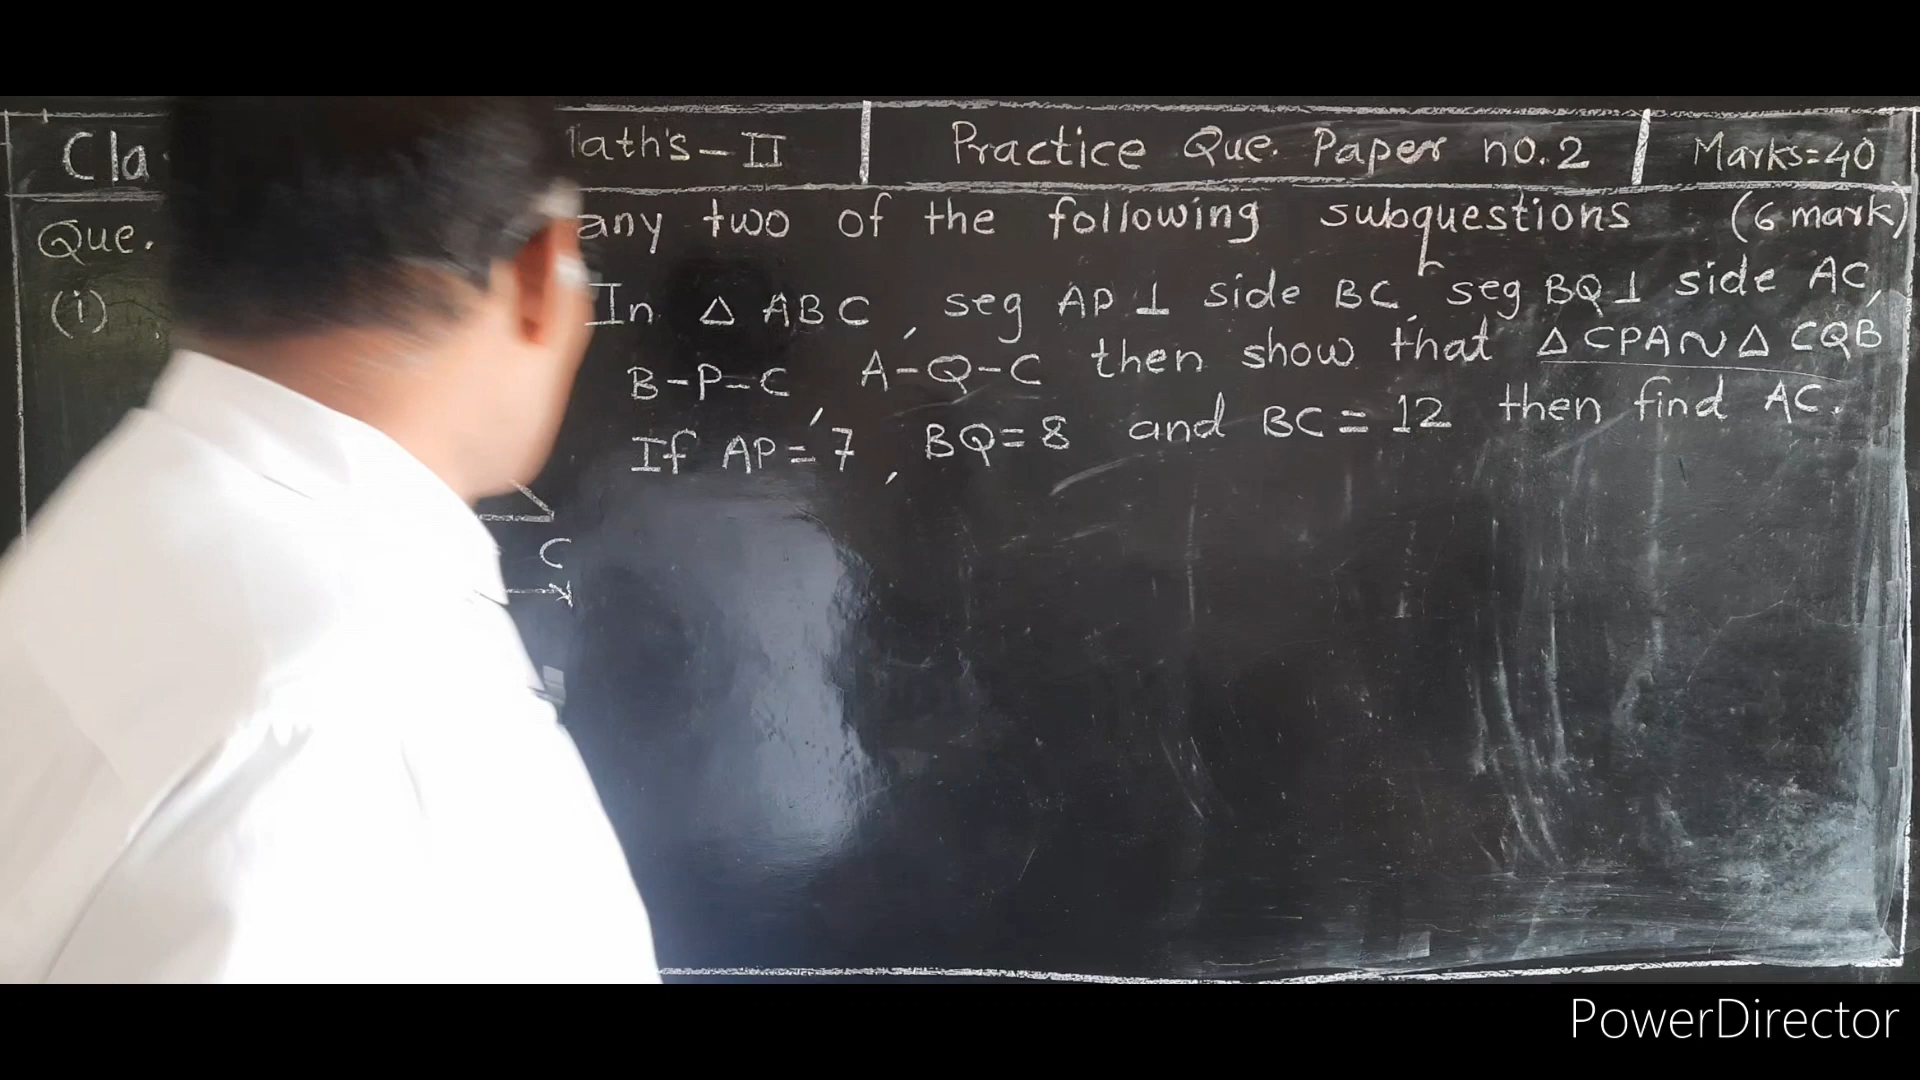 Cla lath's-II Practice Que. Paper no.2 Marks=40
Que. any two of the following subquestions (6 mark)
(i) In △ ABC, seg AP ⊥ side BC, seg BQ ⊥ side AC,
B-P-C, A-Q-C then show that △CPA ~ △CQB
If AP = 7, BQ=8 and BC = 12 then find AC.
C
PowerDirector